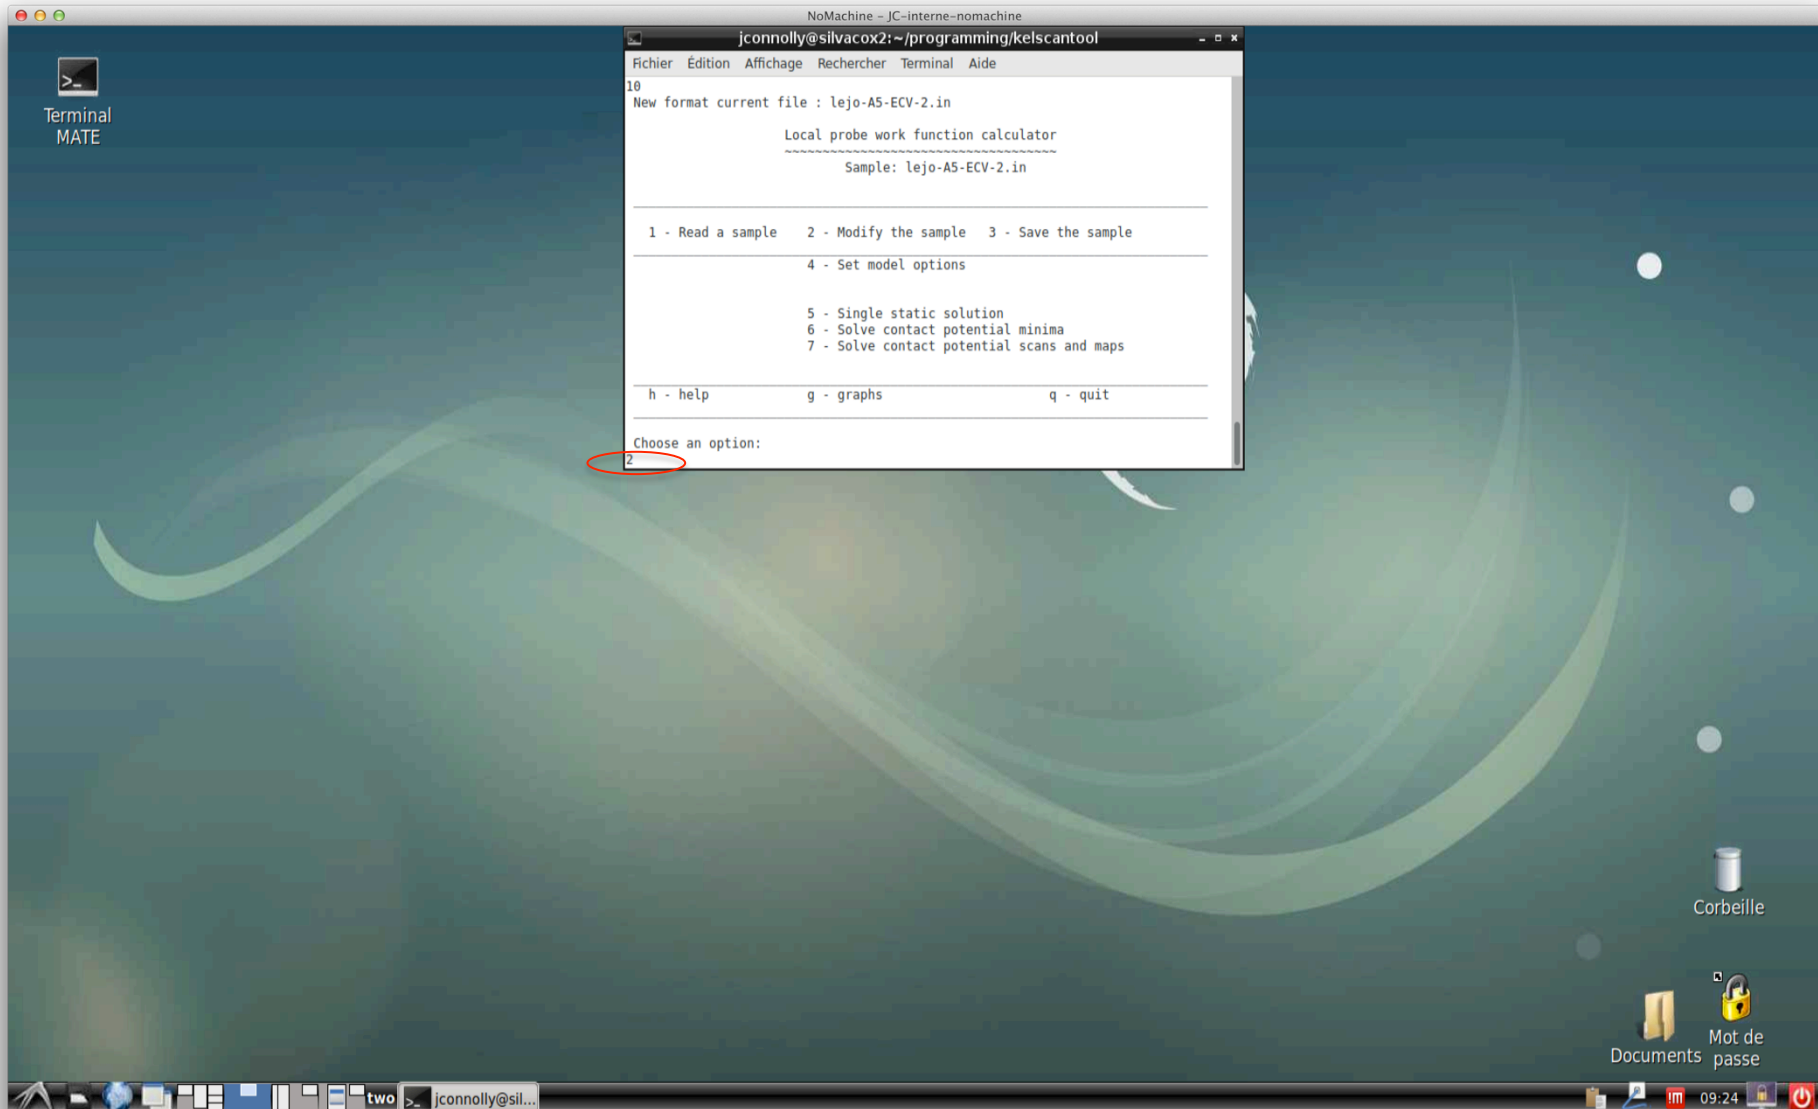 NoMachine - JC-interne-nomachine
Terminal
MATE
jconnolly@silvacox2:~/programming/kelscantool
Fichier Édition Affichage Rechercher Terminal Aide
10
New format current file : lejo-A5-ECV-2.in
Local probe work function calculator
~~~~~~~~~~~~~~~~~~~~~~~~~~~~~~~~~~~~
Sample: lejo-A5-ECV-2.in
1 - Read a sample 2 - Modify the sample 3 - Save the sample
4 - Set model options
5 - Single static solution
6 - Solve contact potential minima
7 - Solve contact potential scans and maps
h - help g - graphs q - quit
Choose an option:
2
Corbeille
Documents
Mot de
passe
two
jconnolly@sil...
!M
09:24